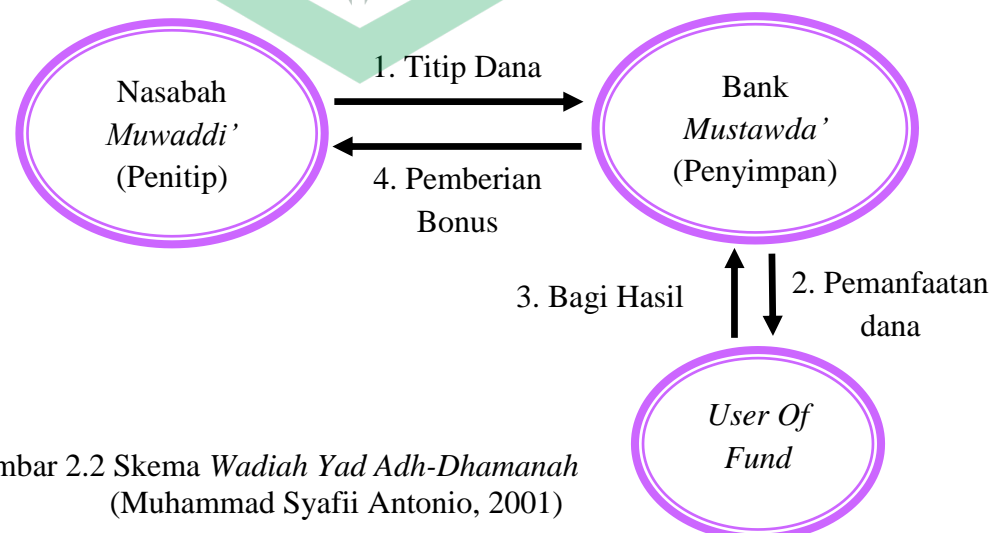 1. Titip Dana
Nasabah
Muwaddi’
(Penitip)
Bank
Mustawda’
(Penyimpan)
4. Pemberian
Bonus
3. Bagi Hasil
2. Pemanfaatan
dana
User Of
Fund
mbar 2.2 Skema Wadiah Yad Adh-Dhamanah
(Muhammad Syafii Antonio, 2001)